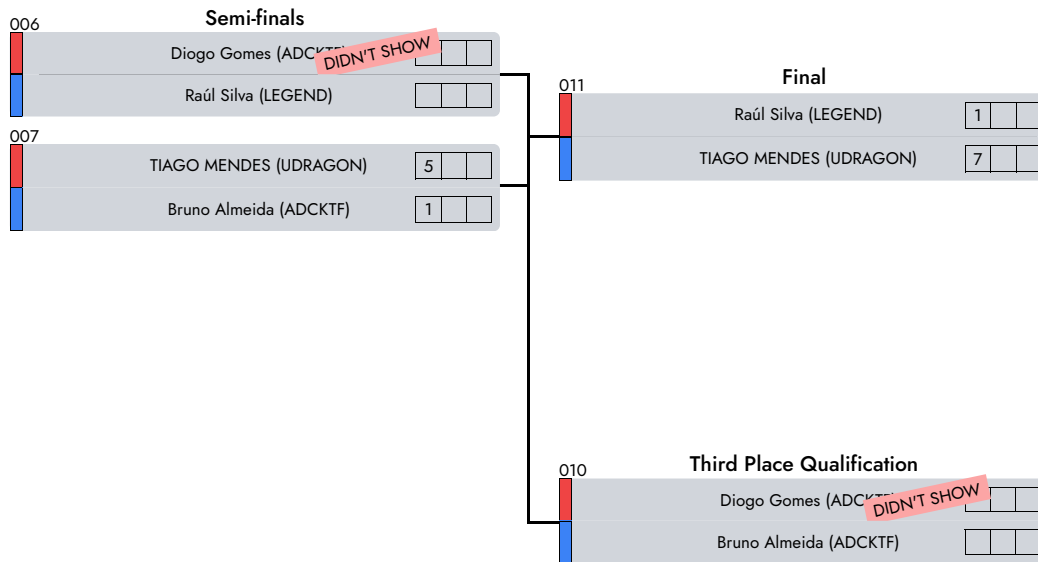 Semi-finals
006
Diogo Gomes (ADCKTF)
DIDN'T SHOW
Raúl Silva (LEGEND)
007
TIAGO MENDES (UDRAGON)
5
Bruno Almeida (ADCKTF)
1
Final
011
Raúl Silva (LEGEND)
1
TIAGO MENDES (UDRAGON)
7
Third Place Qualification
010
Diogo Gomes (ADCKTF)
DIDN'T SHOW
Bruno Almeida (ADCKTF)